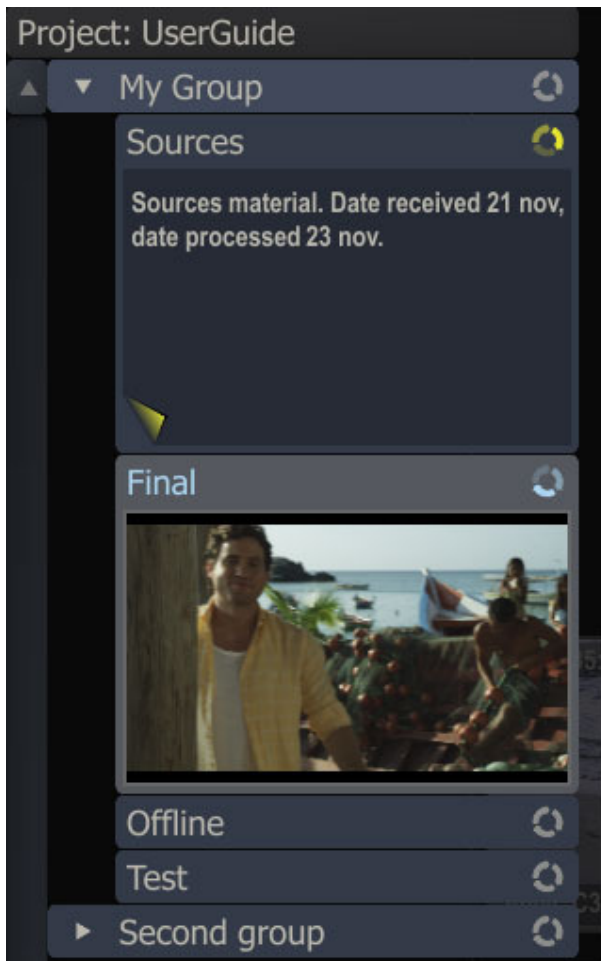 Project: UserGuide
My Group
Sources
Sources material. Date received 21 nov,
date processed 23 nov.
Final
Offline
Test
Second group